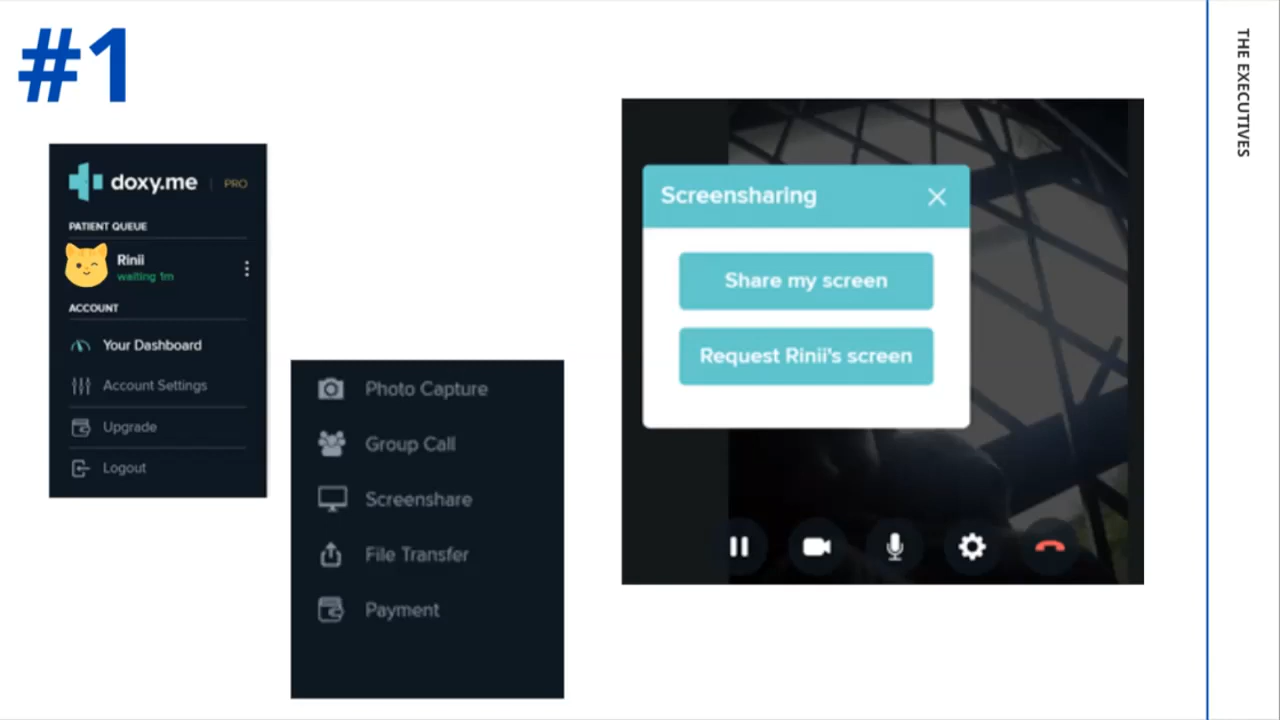 #1
THE EXECUTIVES
doxy.me | PRO
PATIENT QUEUE
Rinii
waiting 1m
ACCOUNT
Your Dashboard
Account Settings
Upgrade
Logout
Photo Capture
Group Call
Screenshare
File Transfer
Payment
Screensharing
Share my screen
Request Rinii's screen